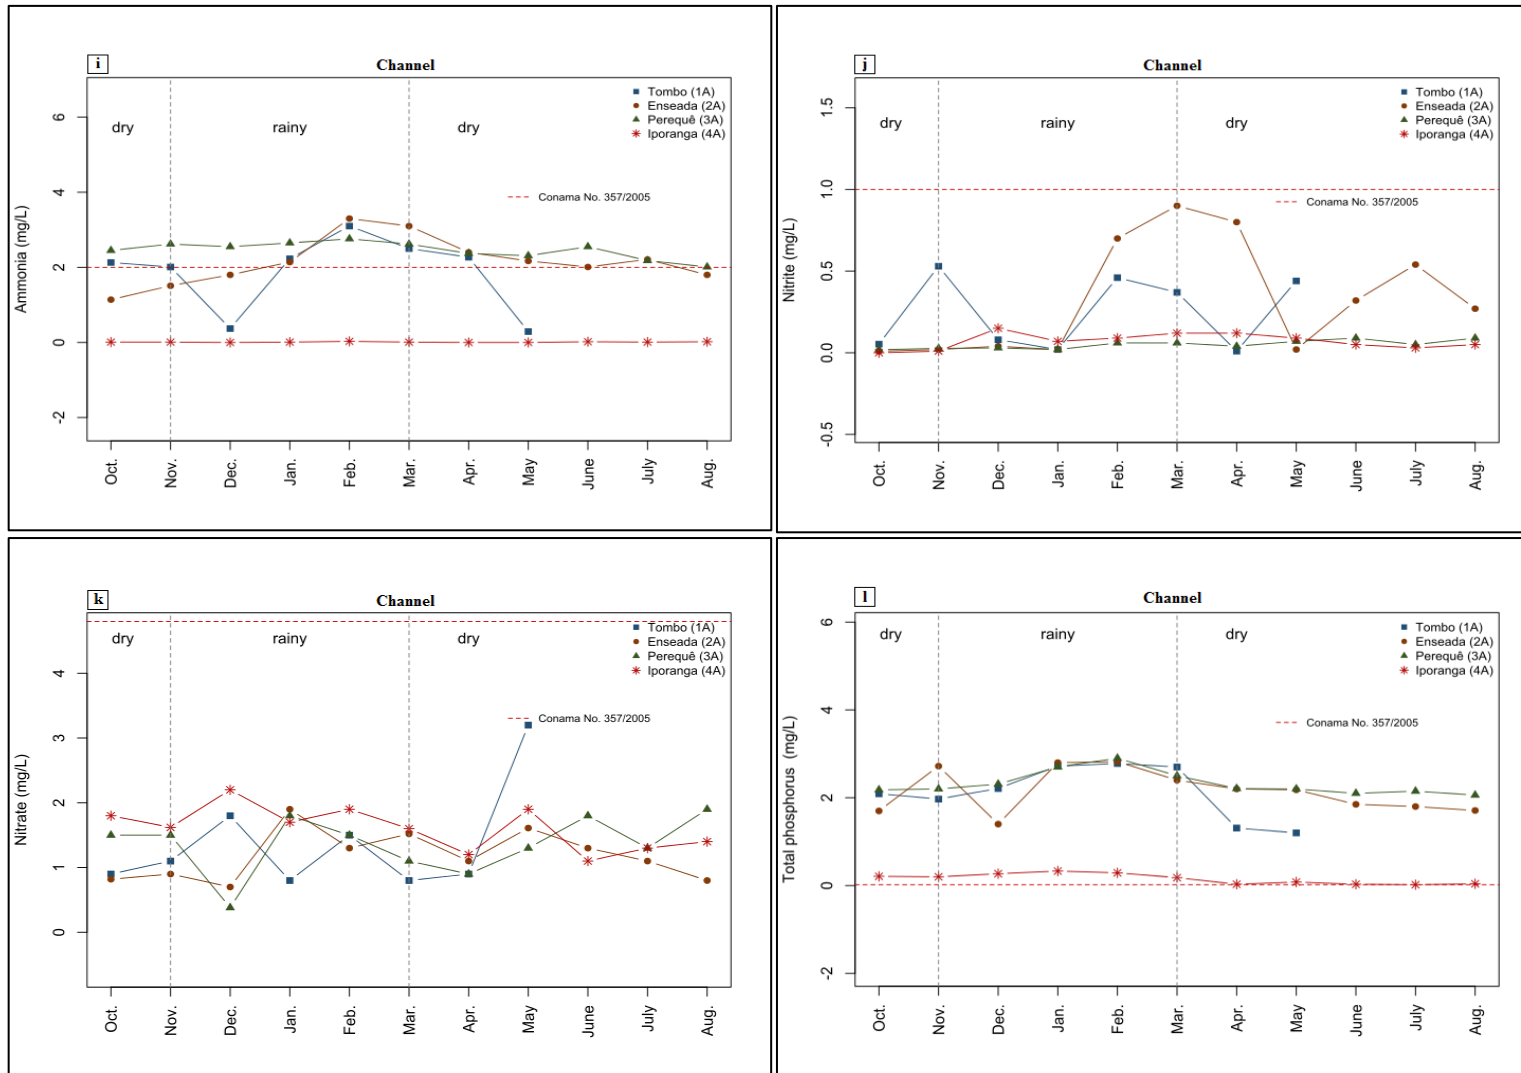 i
Channel
Tombo (1A)
Enseada (2A)
Perequê (3A)
Iporanga (4A)
dry
rainy
dry
Conama No. 357/2005
Ammonia (mg/L)
6
4
2
0
-2
Oct.
Nov.
Dec.
Jan.
Feb.
Mar.
Apr.
May
June
July
Aug.
j
Channel
Tombo (1A)
Enseada (2A)
Perequê (3A)
Iporanga (4A)
dry
rainy
dry
Conama No. 357/2005
Nitrite (mg/L)
1.5
1.0
0.5
0.0
-0.5
Oct.
Nov.
Dec.
Jan.
Feb.
Mar.
Apr.
May
June
July
Aug.
k
Channel
Tombo (1A)
Enseada (2A)
Perequê (3A)
Iporanga (4A)
dry
rainy
dry
Conama No. 357/2005
Nitrate (mg/L)
4
3
2
1
0
Oct.
Nov.
Dec.
Jan.
Feb.
Mar.
Apr.
May
June
July
Aug.
l
Channel
Tombo (1A)
Enseada (2A)
Perequê (3A)
Iporanga (4A)
dry
rainy
dry
Conama No. 357/2005
Total phosphorus (mg/L)
6
4
2
0
-2
Oct.
Nov.
Dec.
Jan.
Feb.
Mar.
Apr.
May
June
July
Aug.